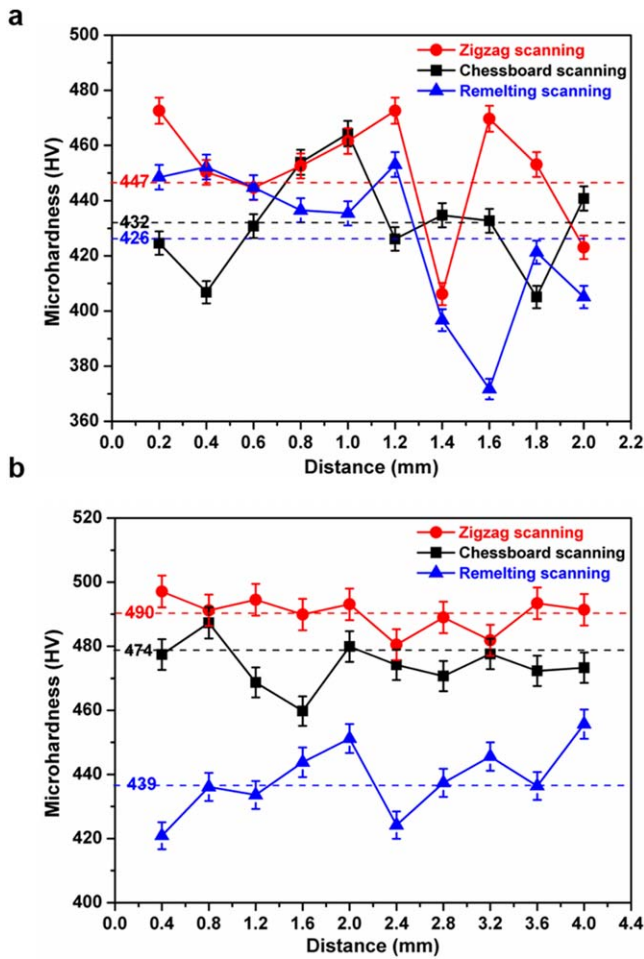 a
500
480
460
440
420
400
380
360
Microhardness (HV)
Zigzag scanning
Chessboard scanning
Remelting scanning
447
432
426
0.0 0.2 0.4 0.6 0.8 1.0 1.2 1.4 1.6 1.8 2.0 2.2
Distance (mm)
b
520
500
480
460
440
420
400
Microhardness (HV)
Zigzag scanning
Chessboard scanning
Remelting scanning
490
474
439
0.0 0.4 0.8 1.2 1.6 2.0 2.4 2.8 3.2 3.6 4.0 4.4
Distance (mm)